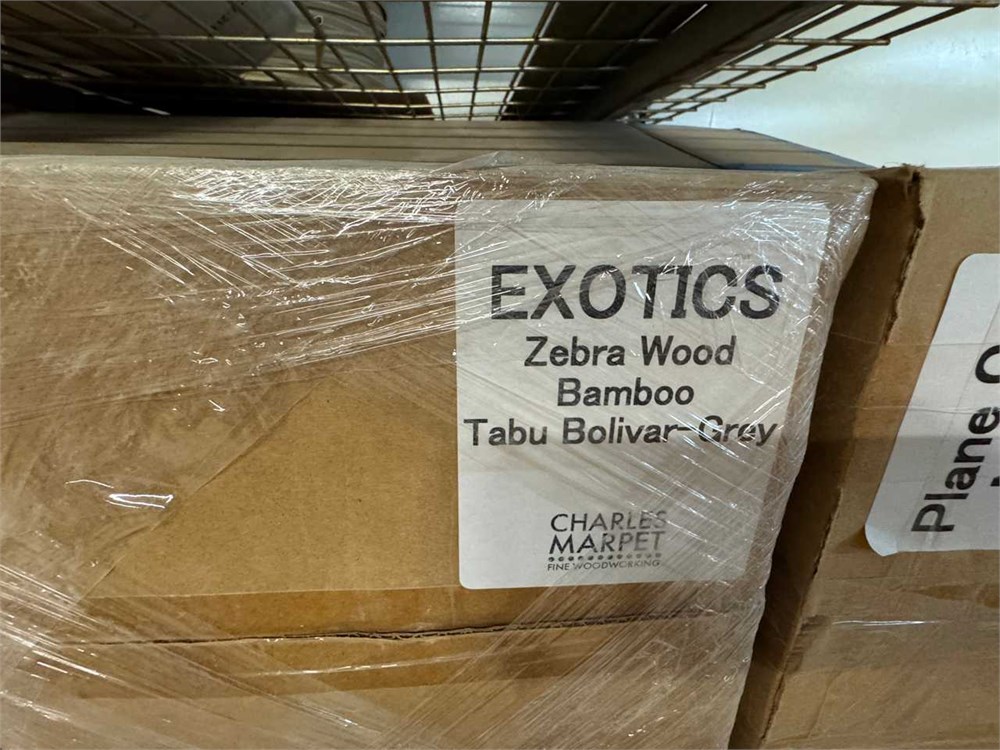 EXOTICS
Zebra Wood
Bamboo
Tabu Bolivar-Grey
CHARLES
MARPET
FINE WOODWORKING
Plane